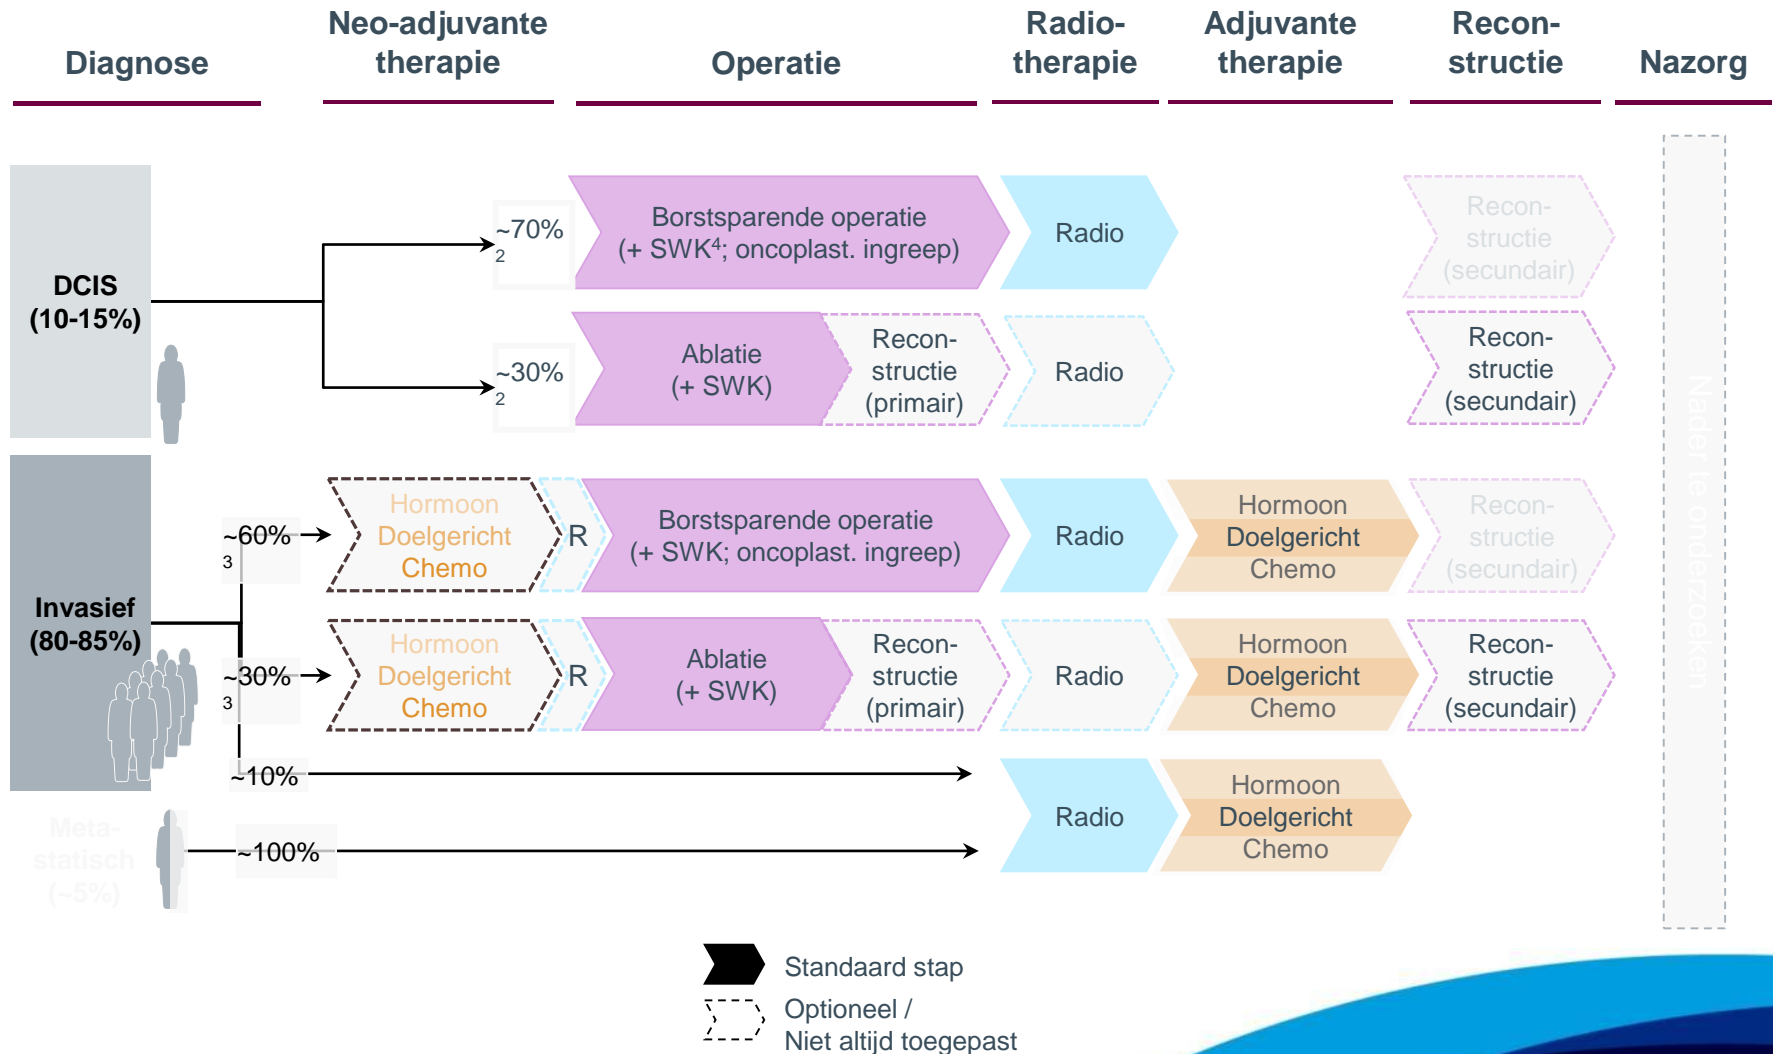 Diagnose
Neo-adjuvante
therapie
Operatie
Radio-
therapie
Adjuvante
therapie
Recon-
structie
Nazorg
DCIS
(10-15%)
~70%
2
Borstsparende operatie
(+ SWK⁴; oncoplast. ingreep)
Radio
Recon-
structie
(secundair)
~30%
2
Ablatie
(+ SWK)
Recon-
structie
(primair)
Radio
Recon-
structie
(secundair)
Invasief
(80-85%)
~60%
3
Hormoon
Doelgericht
Chemo
R
Borstsparende operatie
(+ SWK; oncoplast. ingreep)
Radio
Hormoon
Doelgericht
Chemo
Recon-
structie
(secundair)
~30%
3
Hormoon
Doelgericht
Chemo
R
Ablatie
(+ SWK)
Recon-
structie
(primair)
Radio
Hormoon
Doelgericht
Chemo
Recon-
structie
(secundair)
~10%
Meta-
statisch
(~5%)
~100%
Radio
Hormoon
Doelgericht
Chemo
Nader te onderzoeken
Standaard stap
Optioneel /
Niet altijd toegepast